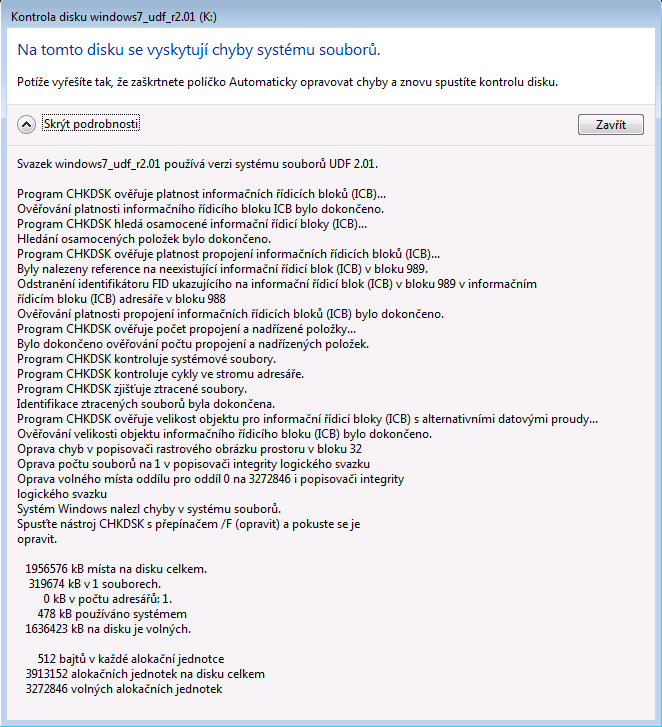 Kontrola disku windows7_udf_r2.01 (K:)
Na tomto disku se vyskytují chyby systému souborů.
Potíže vyřešíte tak, že zaškrtnete políčko Automaticky opravovat chyby a znovu spustíte kontrolu disku.
Skrýt podrobnosti
Zavřít
Svazek windows7_udf_r2.01 používá verzi systému souborů UDF 2.01.
Program CHKDSK ověřuje platnost informačních řídicích bloků (ICB)...
Ověřování platnosti informačního řídicího bloku ICB bylo dokončeno.
Program CHKDSK hledá osamocené informační řídicí bloky (ICB)...
Hledání osamocených položek bylo dokončeno.
Program CHKDSK ověřuje platnost propojení informačních řídicích bloků (ICB)...
Byly nalezeny reference na neexistující informační řídicí blok (ICB) v bloku 989.
Odstranění identifikátoru FID ukazujícího na informační řídicí blok (ICB) v bloku 989 v informačním
řídicím bloku (ICB) adresáře v bloku 988
Ověřování platnosti propojení informačních řídicích bloků (ICB) bylo dokončeno.
Program CHKDSK ověřuje počet propojení a nadřízené položky...
Bylo dokončeno ověřování počtu propojení a nadřízených položek.
Program CHKDSK kontroluje systémové soubory.
Program CHKDSK kontroluje cykly ve stromu adresáře.
Program CHKDSK zjišťuje ztracené soubory.
Identifikace ztracených souborů byla dokončena.
Program CHKDSK ověřuje velikost objektu pro informační řídicí bloky (ICB) s alternativními datovými proudy...
Ověřování velikosti objektu informačního řídicího bloku (ICB) bylo dokončeno.
Oprava chyb v popisovači rastrového obrázku prostoru v bloku 32
Oprava počtu souborů na 1 v popisovači integrity logického svazku
Oprava volného místa oddílu pro oddíl 0 na 3272846 i popisovači integrity
logického svazku
Systém Windows nalezl chyby v systému souborů.
Spusťte nástroj CHKDSK s přepínačem /F (opravit) a pokuste se je
opravit.
1956576 kB místa na disku celkem.
319674 kB v 1 souborech.
0 kB v počtu adresářů: 1.
478 kB používáno systémem
1636423 kB na disku je volných.
512 bajtů v každé alokační jednotce
3913152 alokačních jednotek na disku celkem
3272846 volných alokačních jednotek